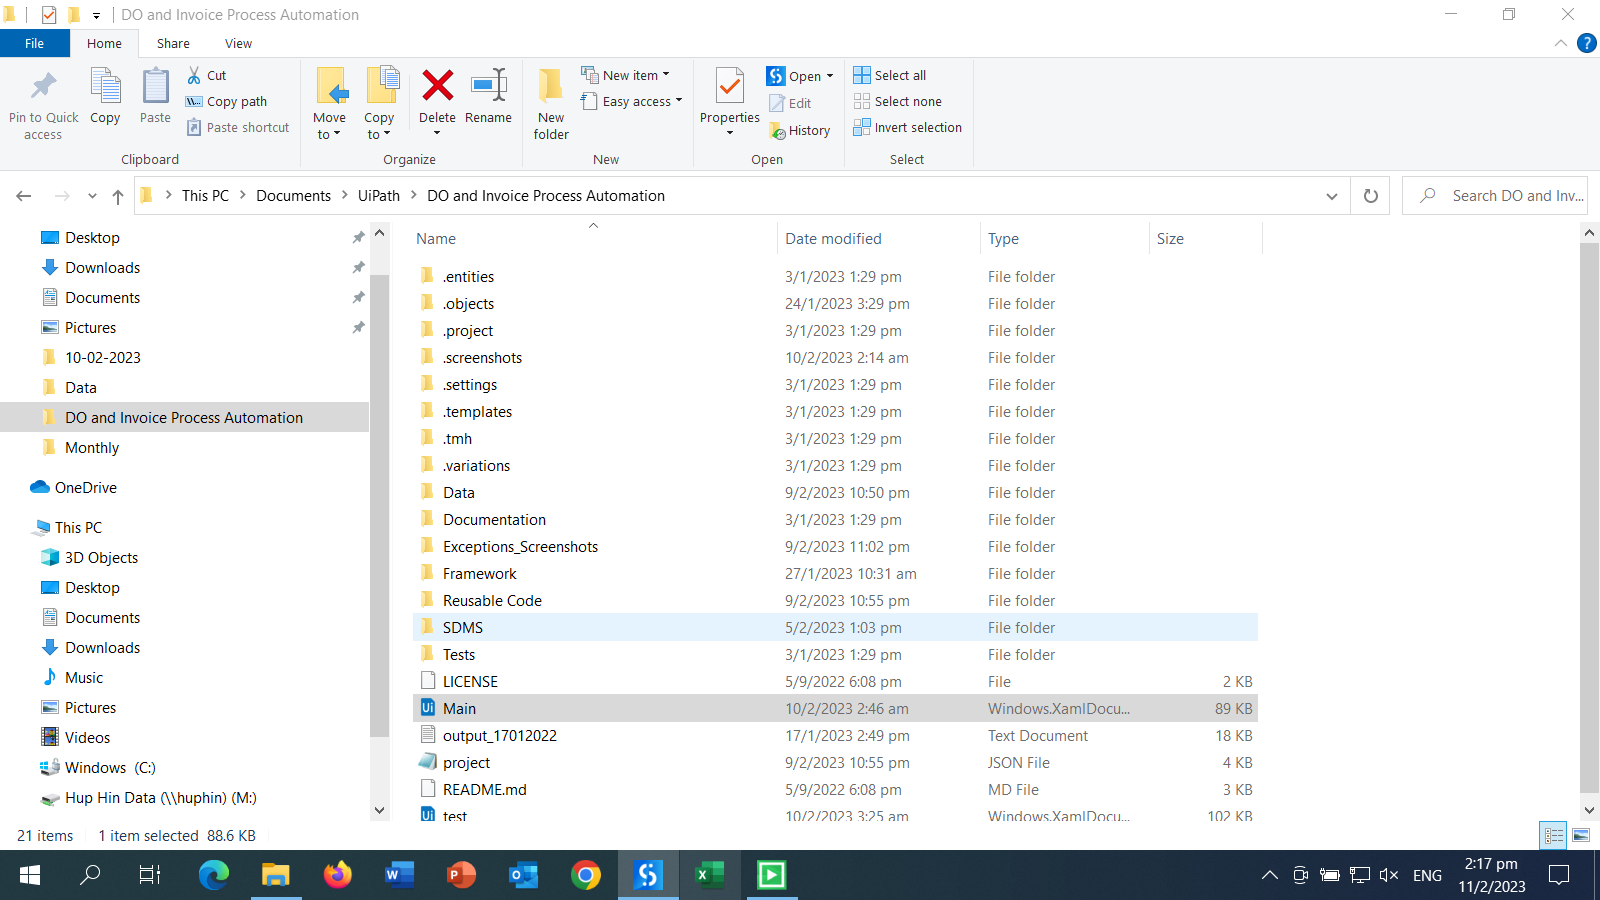 DO and Invoice Process Automation
File Home Share View
Pin to Quick access
Copy
Paste
Cut
Copy path
Paste shortcut
Clipboard
Move to
Copy to
Delete
Rename
Organize
New folder
New item
Easy access
New
Properties
Open
Edit
History
Open
Select all
Select none
Invert selection
Select
This PC > Documents > UiPath > DO and Invoice Process Automation
Search DO and Inv...
Desktop
Downloads
Documents
Pictures
10-02-2023
Data
DO and Invoice Process Automation
Monthly
OneDrive
This PC
3D Objects
Desktop
Documents
Downloads
Music
Pictures
Videos
Windows (C:)
Hup Hin Data (\\huphin) (M:)
Name Date modified Type Size
.entities 3/1/2023 1:29 pm File folder
.objects 24/1/2023 3:29 pm File folder
.project 3/1/2023 1:29 pm File folder
.screenshots 10/2/2023 2:14 am File folder
.settings 3/1/2023 1:29 pm File folder
.templates 3/1/2023 1:29 pm File folder
.tmh 3/1/2023 1:29 pm File folder
.variations 3/1/2023 1:29 pm File folder
Data 9/2/2023 10:50 pm File folder
Documentation 3/1/2023 1:29 pm File folder
Exceptions_Screenshots 9/2/2023 11:02 pm File folder
Framework 27/1/2023 10:31 am File folder
Reusable Code 9/2/2023 10:55 pm File folder
SDMS 5/2/2023 1:03 pm File folder
Tests 3/1/2023 1:29 pm File folder
LICENSE 5/9/2022 6:08 pm File 2 KB
Main 10/2/2023 2:46 am Windows.XamlDocu... 89 KB
output_17012022 17/1/2023 2:49 pm Text Document 18 KB
project 9/2/2023 10:55 pm JSON File 4 KB
README.md 5/9/2022 6:08 pm MD File 3 KB
test 10/2/2023 3:25 am Windows.XamlDocu... 102 KB
21 items 1 item selected 88.6 KB
ENG
2:17 pm
11/2/2023